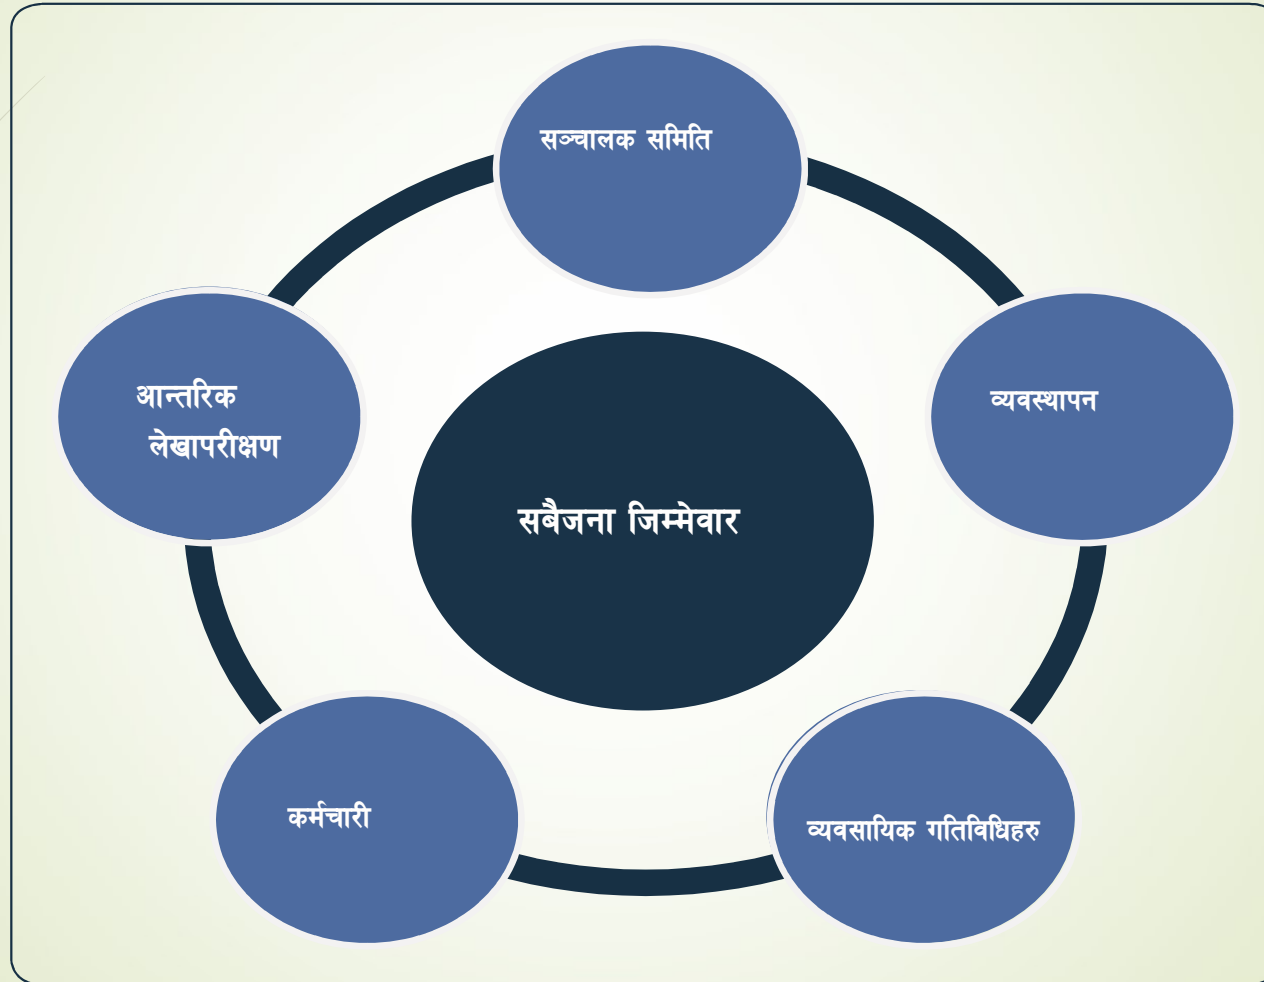 सञ्चालक समिति
आन्तरिक
लेखापरीक्षण
व्यवस्थापन
सबैजना जिम्मेवार
कर्मचारी
व्यवसायिक गतिविधिहरु